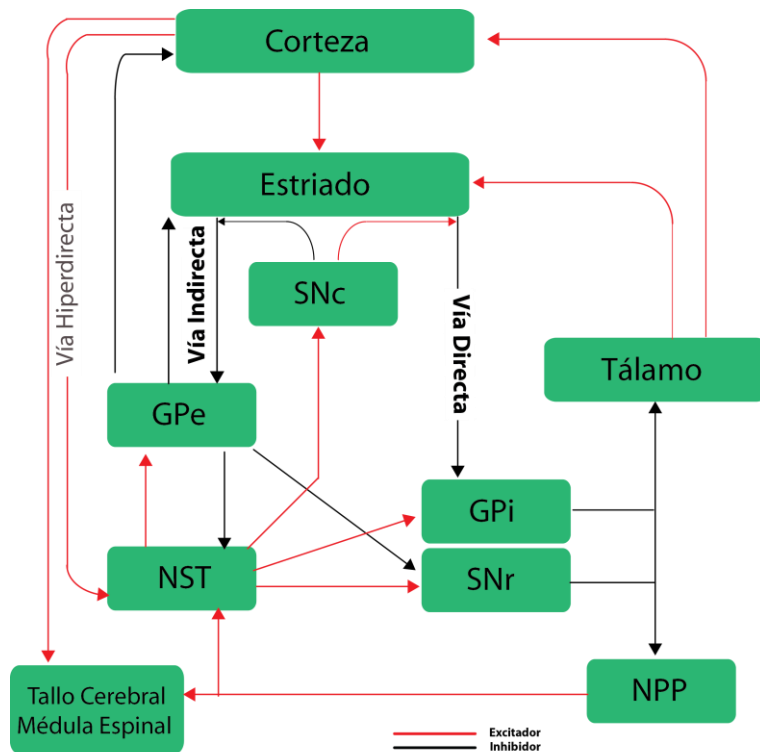 Corteza
Estriado
Vía Hiperdirecta
Vía Indirecta
SNc
Vía Directa
Tálamo
GPe
GPi
NST
SNr
Tallo Cerebral
Médula Espinal
NPP
Excitador
Inhibidor